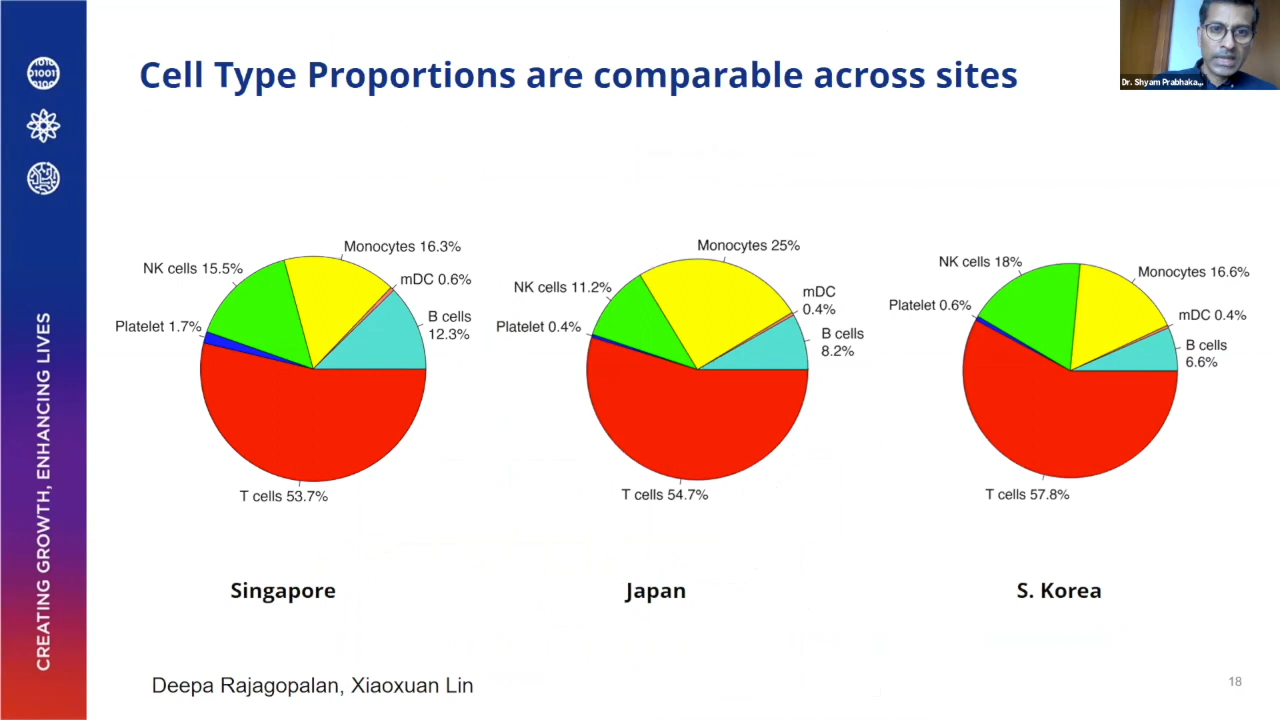 Cell Type Proportions are comparable across sites
Dr. Shyam Prabhaka...
010
01001
0100
CREATING GROWTH, ENHANCING LIVES
Monocytes 16.3%
NK cells 15.5%
mDC 0.6%
B cells
12.3%
Platelet 1.7%
T cells 53.7%
Singapore
Monocytes 25%
NK cells 11.2%
mDC
0.4%
Platelet 0.4%
B cells
8.2%
T cells 54.7%
Japan
NK cells 18%
Monocytes 16.6%
Platelet 0.6%
mDC 0.4%
B cells
6.6%
T cells 57.8%
S. Korea
Deepa Rajagopalan, Xiaoxuan Lin
18